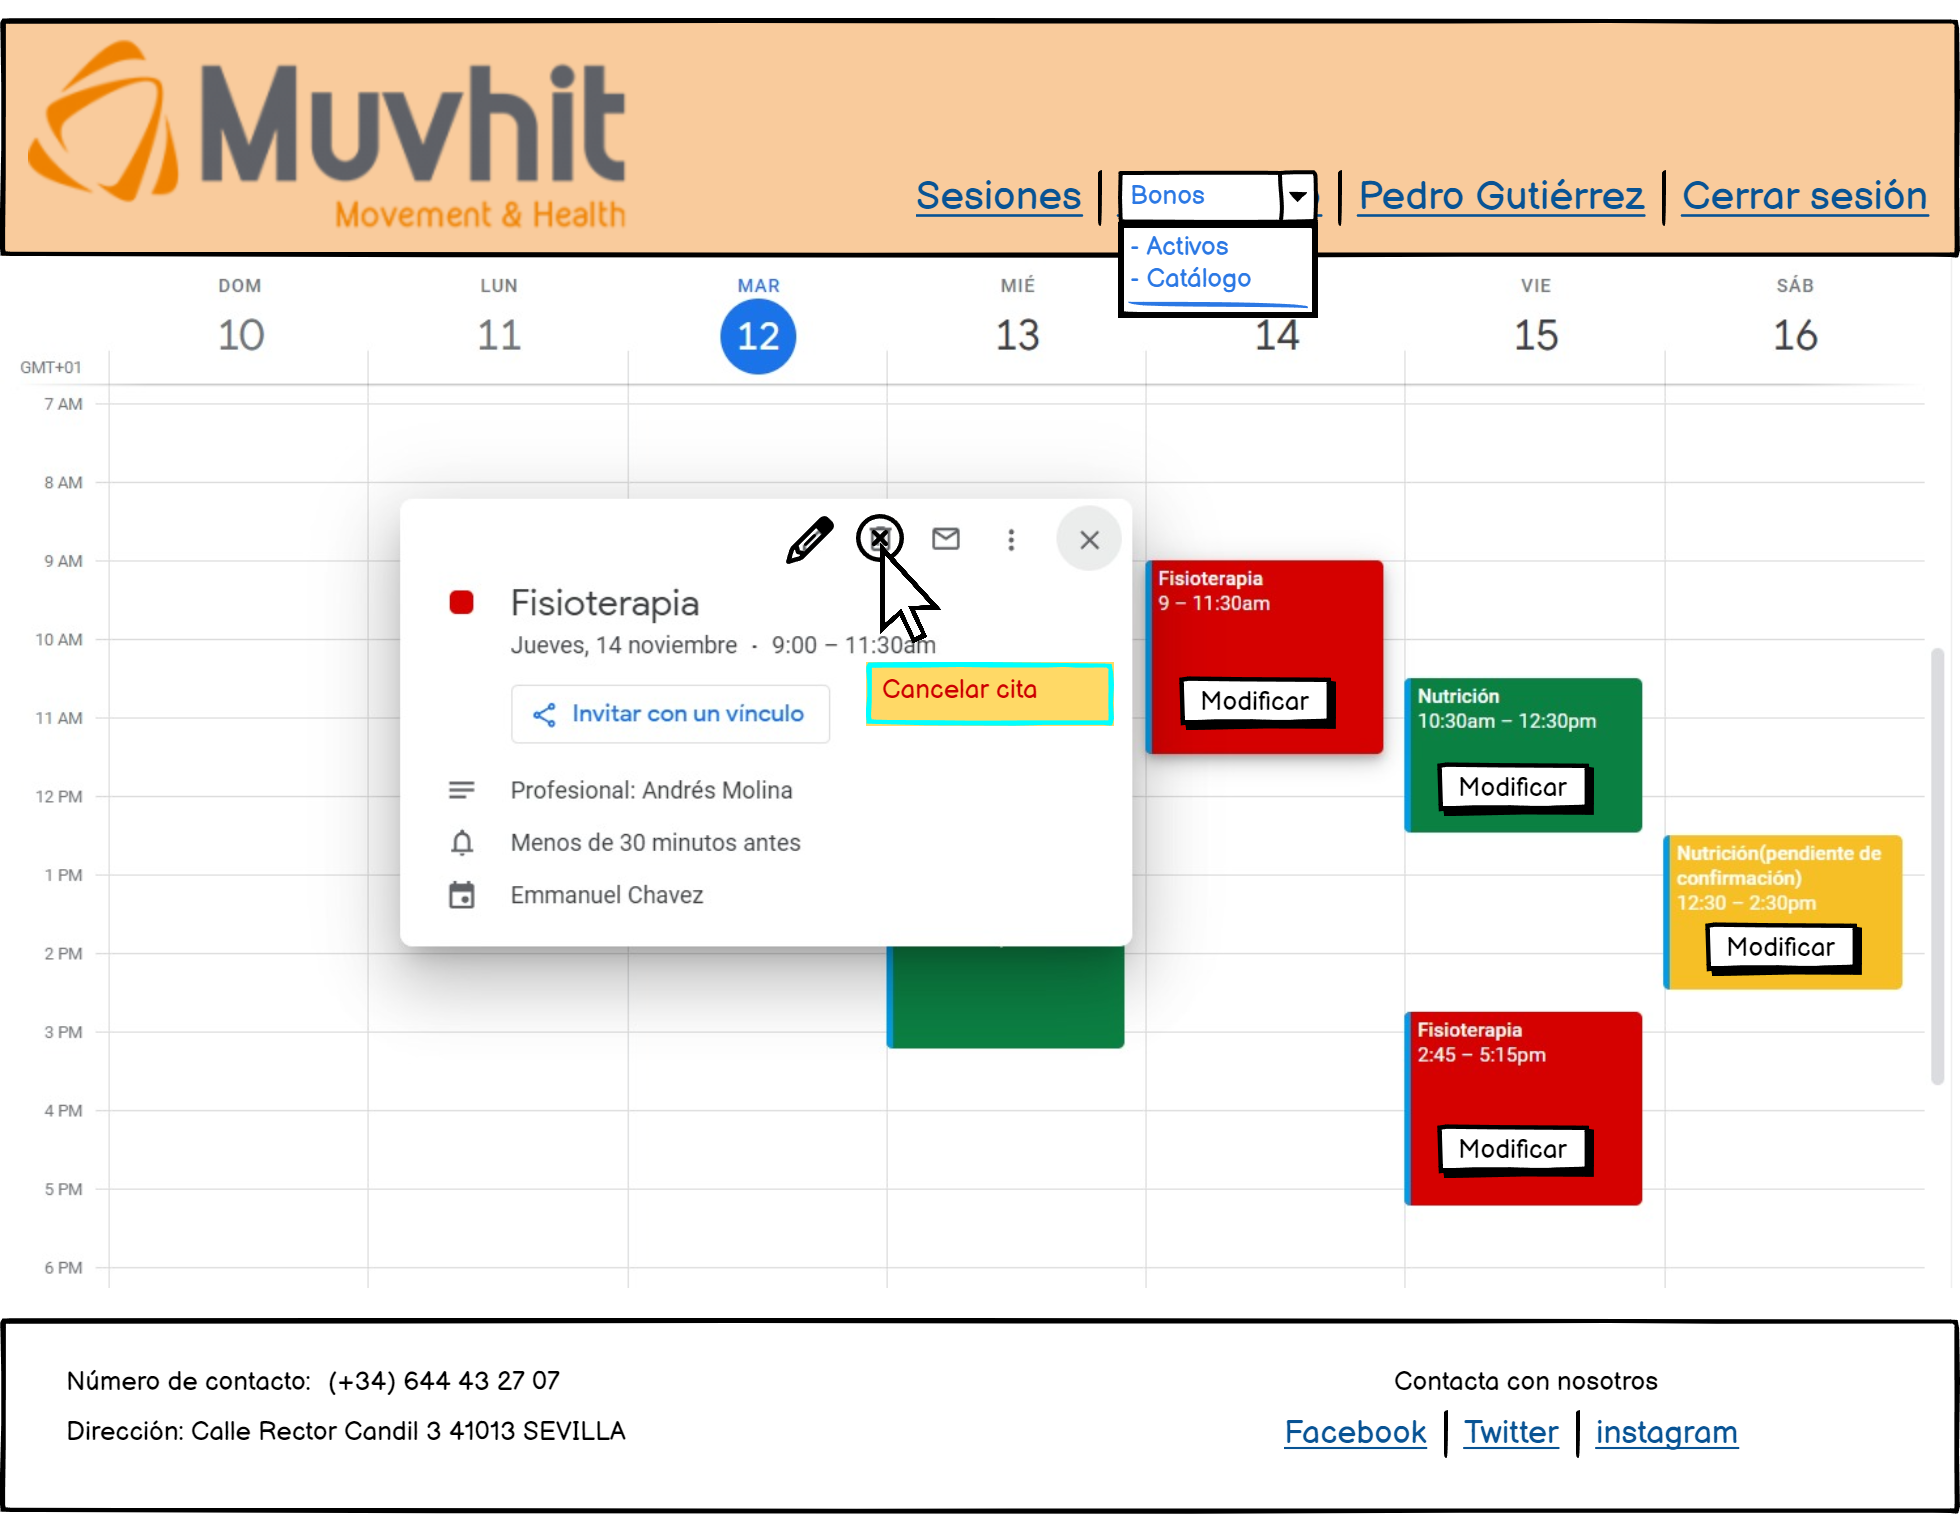 Muvhit
Movement & Health
Sesiones
Bonos
Pedro Gutiérrez
Cerrar sesión
- Activos
- Catálogo
DOM
LUN
MAR
MIÉ
VIE
SÁB
10
11
12
13
14
15
16
GMT+01
7 AM
8 AM
9 AM
10 AM
11 AM
12 PM
1 PM
2 PM
3 PM
4 PM
5 PM
6 PM
Fisioterapia
Jueves, 14 noviembre · 9:00 – 11:30am
Cancelar cita
Invitar con un vínculo
Profesional: Andrés Molina
Menos de 30 minutos antes
Emmanuel Chavez
Fisioterapia
9 – 11:30am
Modificar
Nutrición
10:30am – 12:30pm
Modificar
Nutrición(pendiente de
confirmación)
12:30 – 2:30pm
Modificar
Fisioterapia
2:45 – 5:15pm
Modificar
Número de contacto: (+34) 644 43 27 07
Dirección: Calle Rector Candil 3 41013 SEVILLA
Contacta con nosotros
Facebook
Twitter
instagram